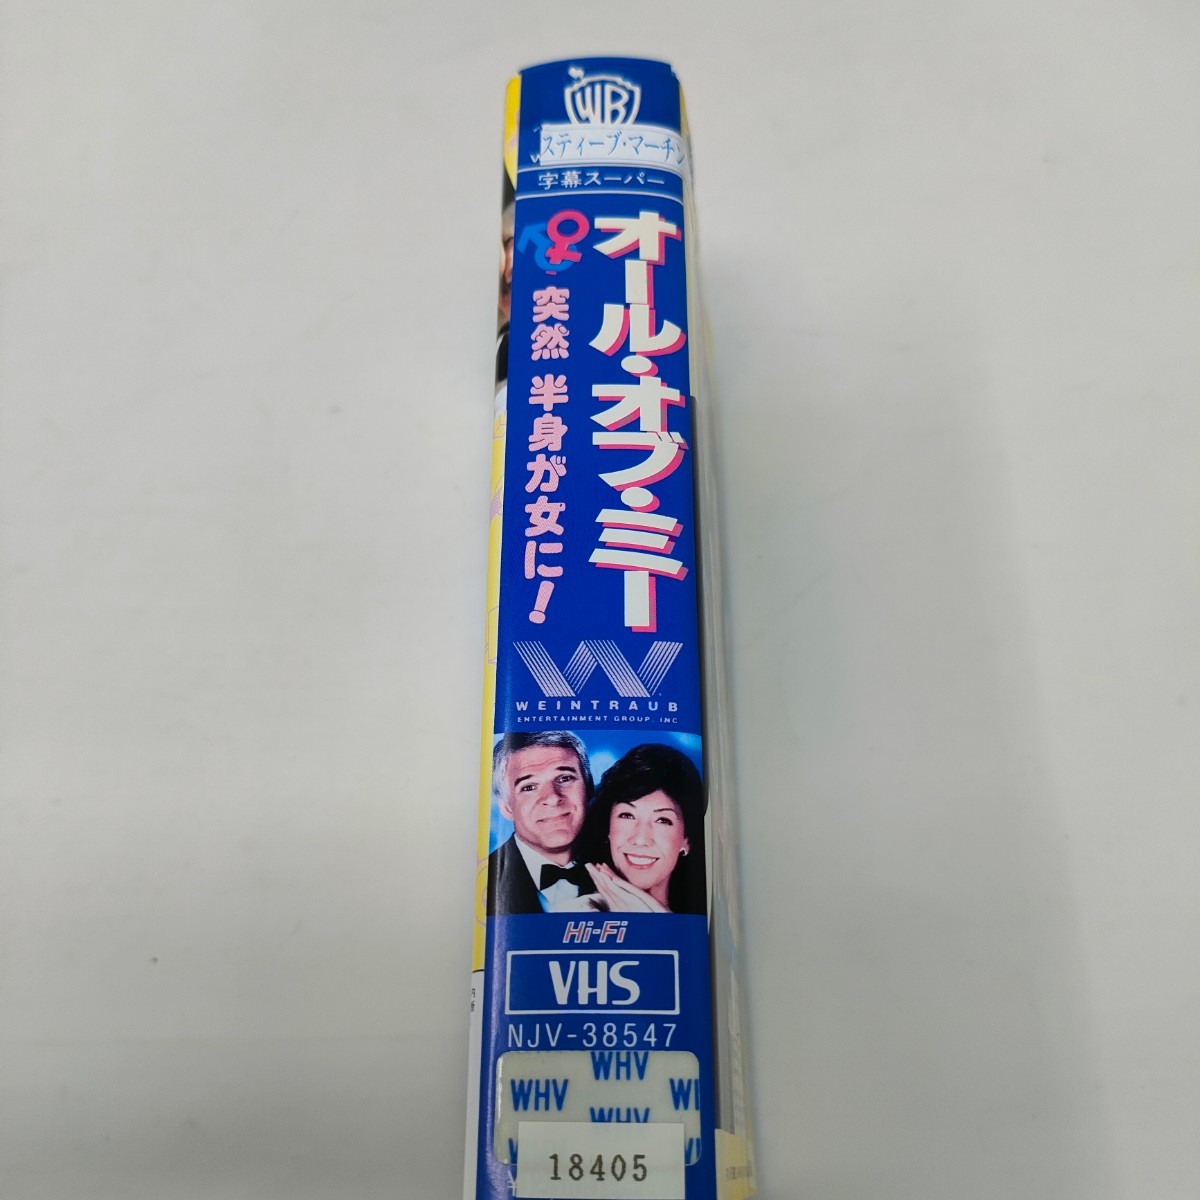 WB
スティーブ・マーチン
字幕スーパー
オール・オブ・ミー
突然 半身が女に!
WEINTRAUB
ENTERTAINMENT GROUP, INC
Hi-Fi
VHS
NJV-38547
WHV
WHV
WHV
18405